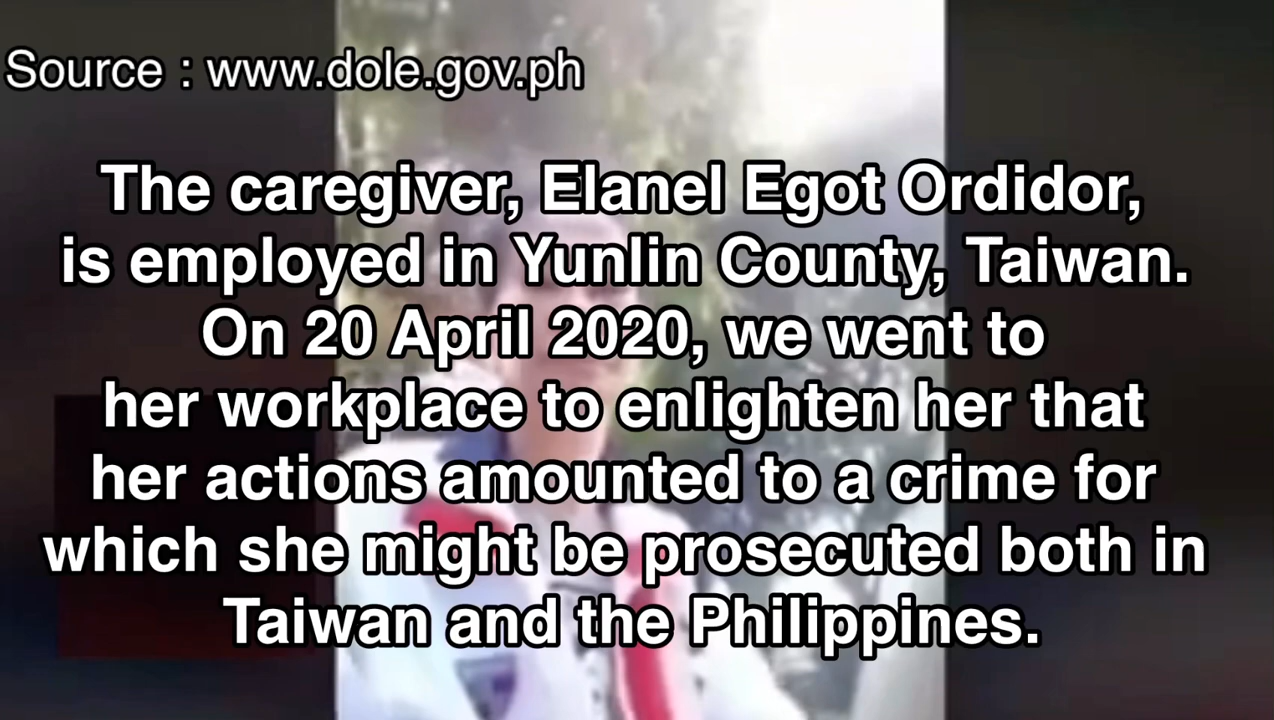 Source : www.dole.gov.ph
The caregiver, Elanel Egot Ordidor,
is employed in Yunlin County, Taiwan.
On 20 April 2020, we went to
her workplace to enlighten her that
her actions amounted to a crime for
which she might be prosecuted both in
Taiwan and the Philippines.